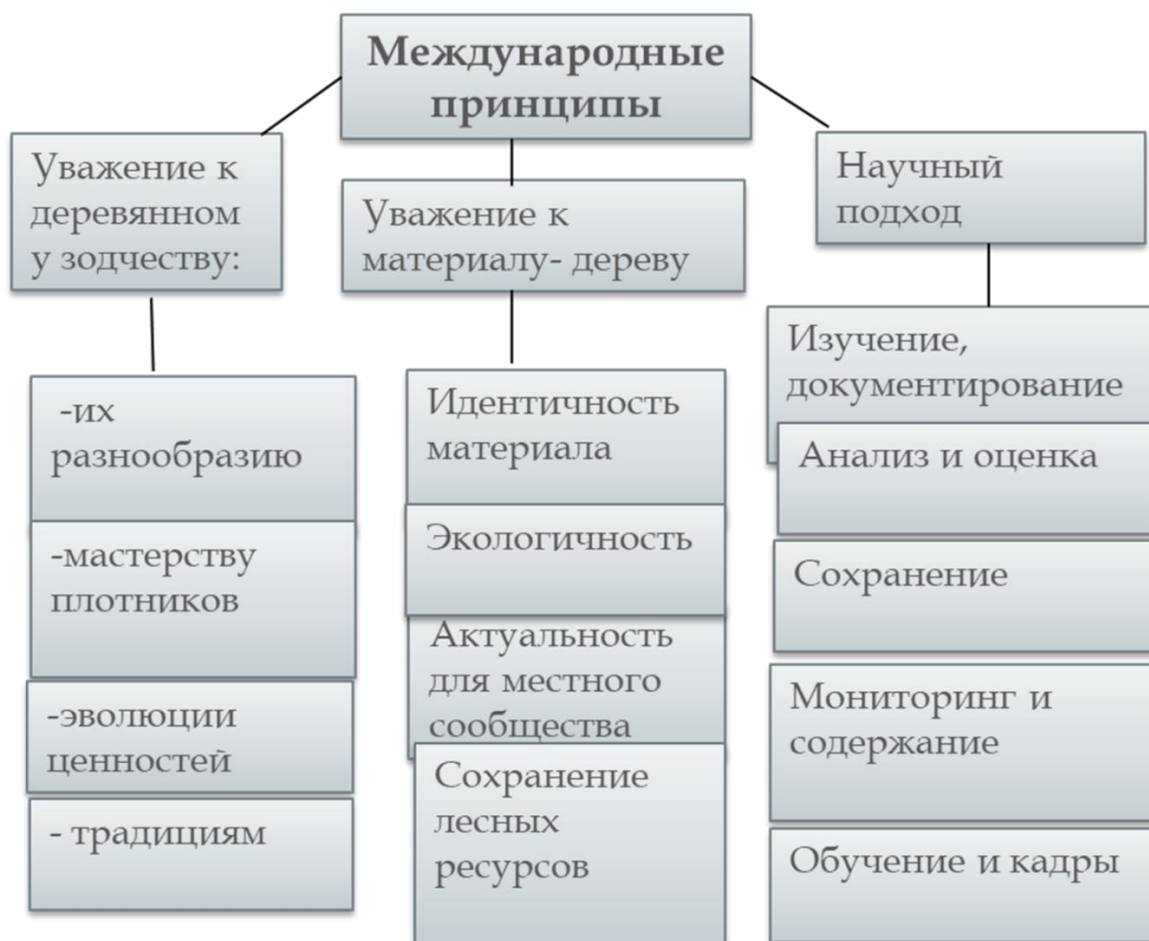 Международные
принципы
Уважение к
деревянном
у зодчеству:
-их
разнообразию
-мастерству
плотников
-эволюции
ценностей
- традициям
Уважение к
материалу- дереву
Идентичность
материала
Экологичность
Актуальность
для местного
сообщества
Сохранение
лесных
ресурсов
Научный
подход
Изучение,
документирование
Анализ и оценка
Сохранение
Мониторинг и
содержание
Обучение и кадры